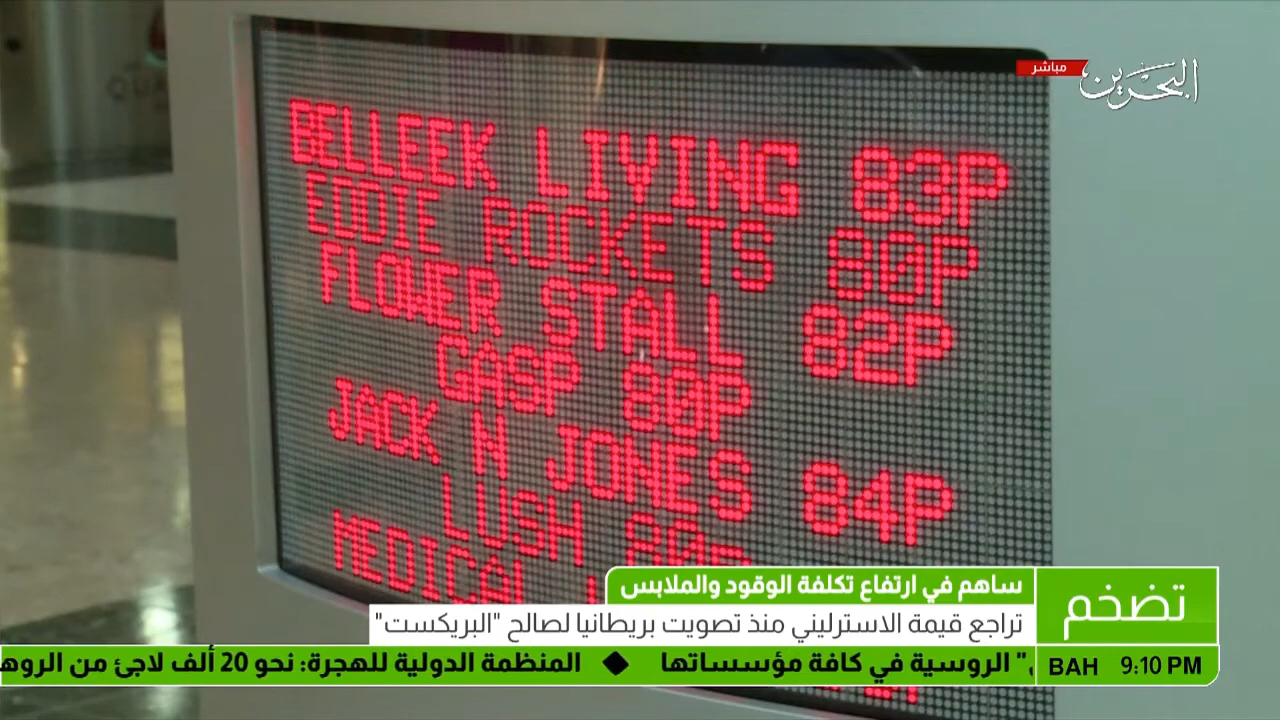 البحرين
مباشر
BELLEEK LIVING 83P
EDDIE ROCKETS 80P
FLOWER STALL 82P
GASP 80P
JACK N JONES 84P
LUSH 80P
MEDICAL
تضخم
ساهم في ارتفاع تكلفة الوقود والملابس
تراجع قيمة الاسترليني منذ تصويت بريطانيا لصالح "البريكست"
BAH 9:10 PM
" الروسية في كافة مؤسساتها ◆ المنظمة الدولية للهجرة: نحو 20 ألف لاجئ من الروه